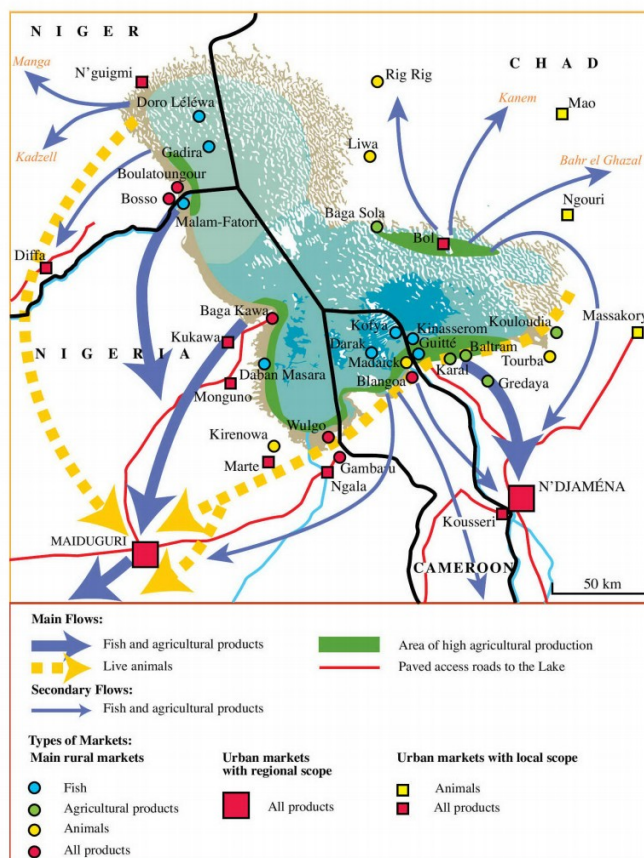 NIGER
Manga
N'guigmi
Doro Léléwa
Kadzell
Gadira
Boulatoungour
Bosso
Malam-Fatori
Diffa
CHAD
Rig Rig
Kanem
Mao
Liwa
Bahr el Ghazal
Baga Sola
Bol
Ngouri
Baga Kawa
Kukawa
NIGERIA
Daban Masara
Monguno
Kofya
Kinasserom
Darak
Guitté
Madaick
Blangoa
Karal
Baltram
Kouloudia
Massakory
Tourba
Gredaya
Kirenowa
Wulgo
Marte
Gambaru
Ngala
MAIDUGURI
N'DJAMÉNA
Kousseri
CAMEROON
50 km
Main Flows:
Fish and agricultural products
Live animals
Area of high agricultural production
Paved access roads to the Lake
Secondary Flows:
Fish and agricultural products
Types of Markets:
Main rural markets
Fish
Agricultural products
Animals
All products
Urban markets
with regional scope
All products
Urban markets with local scope
Animals
All products